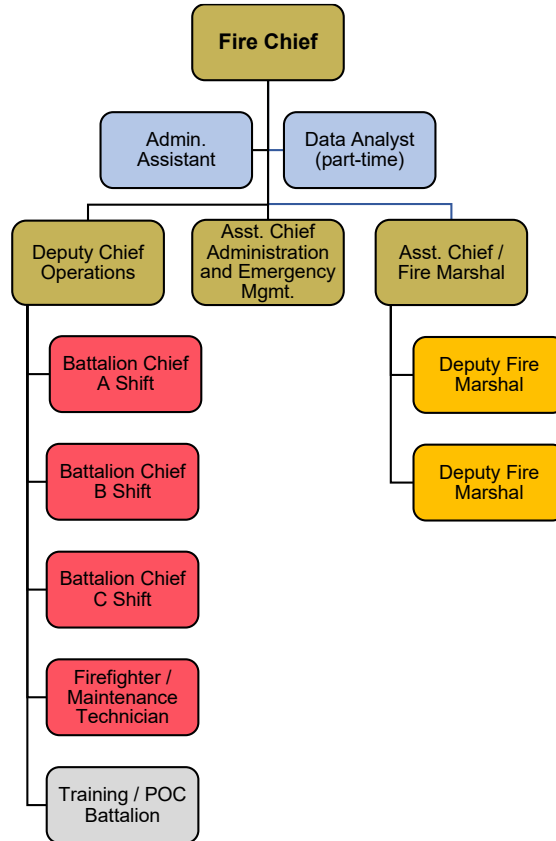 Fire Chief
Admin.
Assistant
Data Analyst
(part-time)
Deputy Chief
Operations
Asst. Chief
Administration
and Emergency
Mgmt.
Asst. Chief /
Fire Marshal
Battalion Chief
A Shift
Deputy Fire
Marshal
Battalion Chief
B Shift
Deputy Fire
Marshal
Battalion Chief
C Shift
Firefighter /
Maintenance
Technician
Training / POC
Battalion